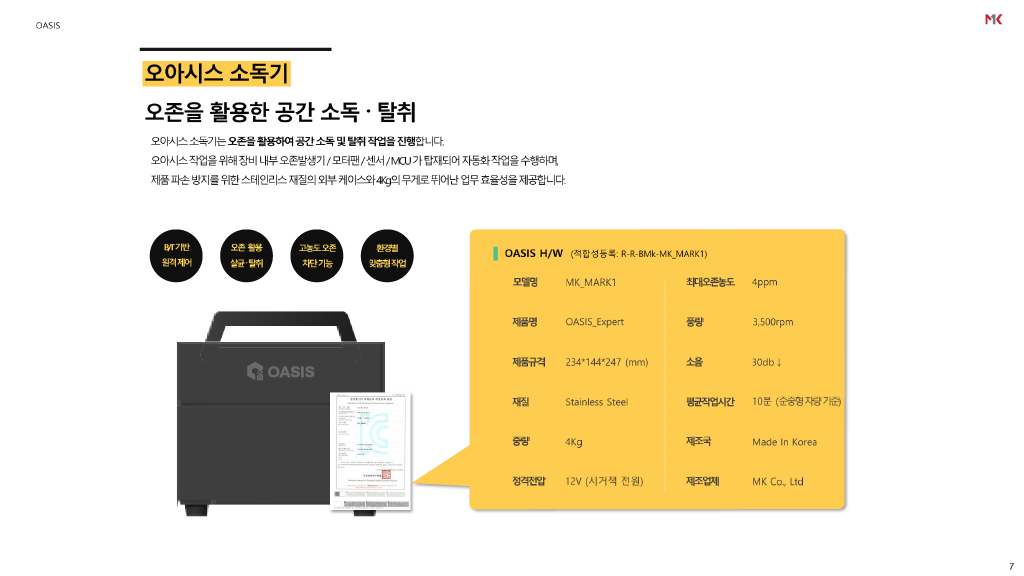 OASIS
MK
오아시스 소독기
오존을 활용한 공간 소독 · 탈취
오아시스 소독기는 오존을 활용하여 공간 소독 및 탈취 작업을 진행합니다.
오아시스 작업을 위해 장비 내부 오존발생기 / 모터팬 / 센서 / MCU 가 탑재되어 자동화 작업을 수행하며,
제품 파손 방지를 위한 스테인리스 재질의 외부 케이스와 4Kg의 무게로 뛰어난 업무 효율성을 제공합니다.
B/T 기반
원격 제어
오존 활용
살균·탈취
고농도 오존
차단 기능
환경별
맞춤형 작업
OASIS H/W (적합성등록: R-R-BMk-MK_MARK1)
모델명 MK_MARK1 최대오존농도 4ppm
제품명 OASIS_Expert 풍량 3,500rpm
제품규격 234*144*247 (mm) 소음 30db↓
재질 Stainless Steel 평균작업시간 10분 (준중형 차량 기준)
중량 4Kg 제조국 Made In Korea
정격전압 12V (시거잭 전원) 제조업체 MK Co., Ltd
OASIS
7